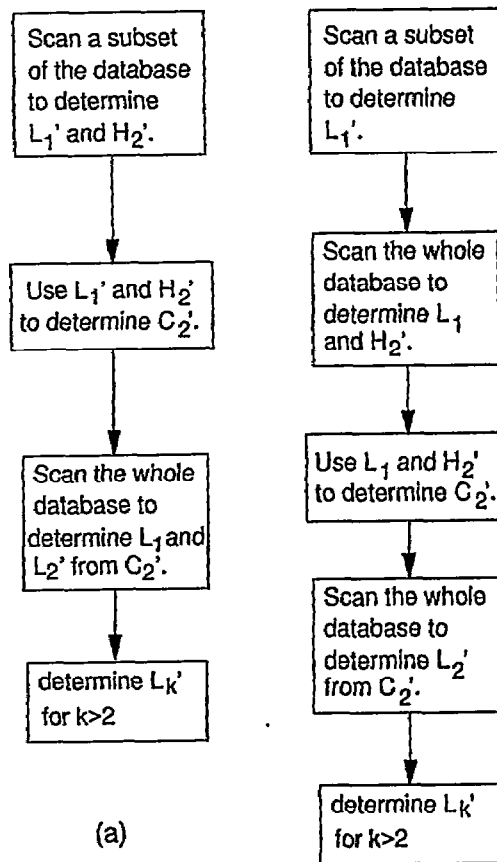 Scan a subset
of the database
to determine
L1' and H2'.
Use L1' and H2'
to determine C2'.
Scan the whole
database to
determine L1 and
L2' from C2'.
determine Lk'
for k>2
(a)
Scan a subset
of the database
to determine
L1'.
Scan the whole
database to
determine L1
and H2'.
Use L1 and H2'
to determine C2'.
Scan the whole
database to
determine L2'
from C2'.
determine Lk'
for k>2